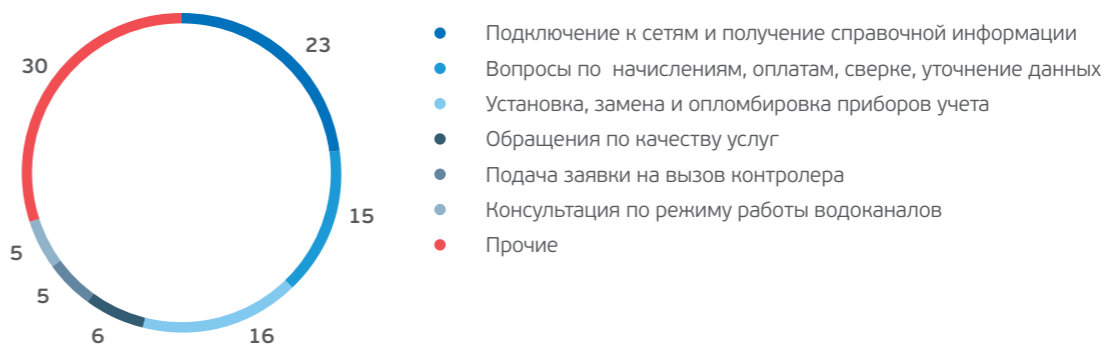 23
15
16
6
5
5
30
Подключение к сетям и получение справочной информации
Вопросы по начислениям, оплатам, сверке, уточнение данных
Установка, замена и опломбировка приборов учета
Обращения по качеству услуг
Подача заявки на вызов контролера
Консультация по режиму работы водоканалов
Прочие